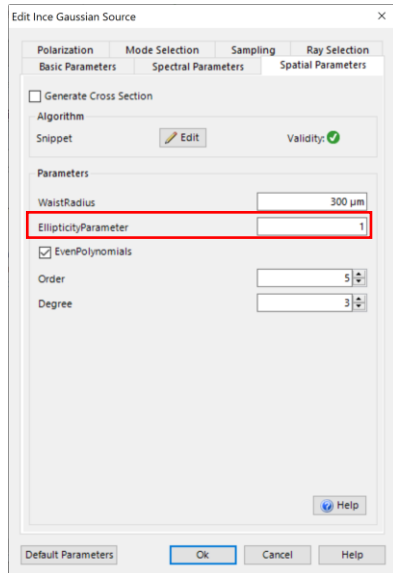 Edit Ince Gaussian Source
Polarization Mode Selection Sampling Ray Selection
Basic Parameters Spectral Parameters Spatial Parameters
Generate Cross Section
Algorithm
Snippet Edit Validity:
Parameters
WaistRadius 300 µm
EllipticityParameter 1
EvenPolynomials
Order 5
Degree 3
Help
Default Parameters Ok Cancel Help